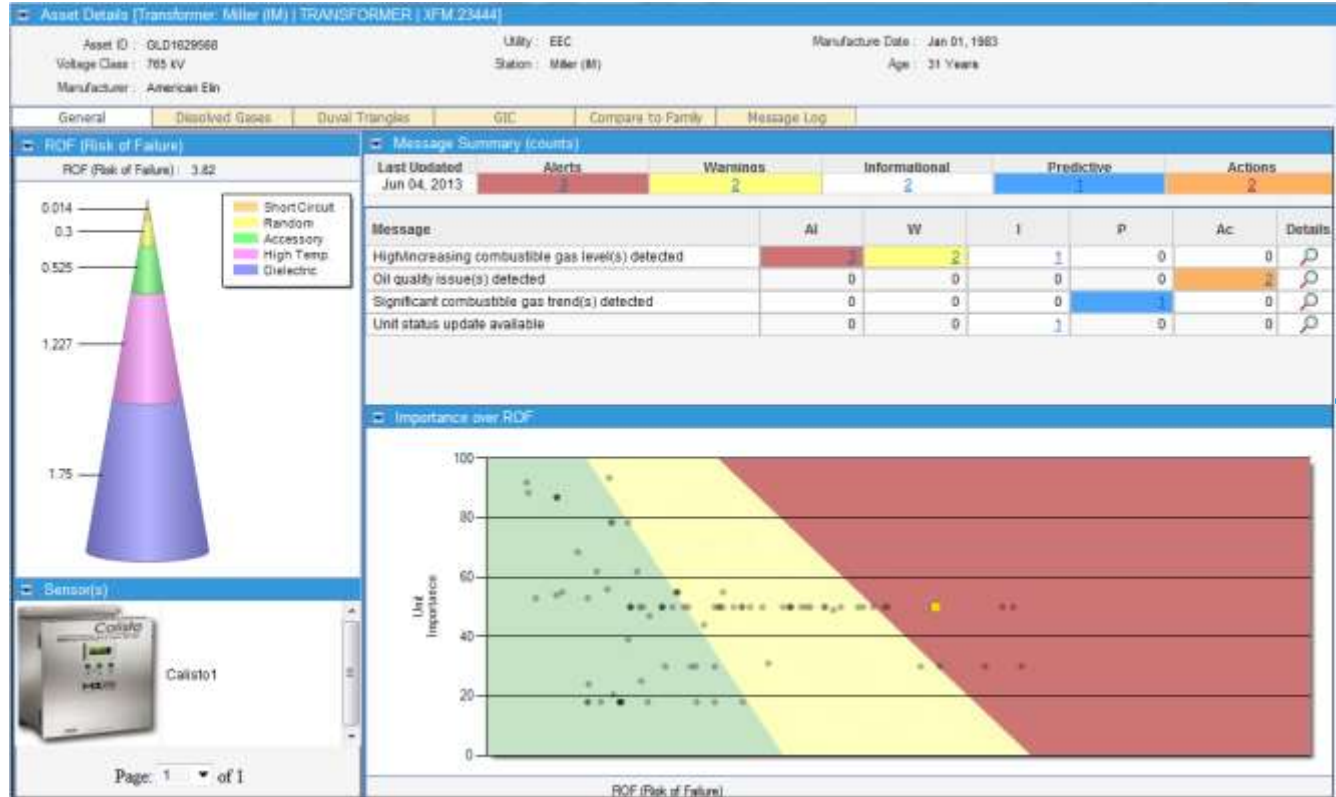 Asset Details [Transformer: Miller (IM) | TRANSFORMER | XFM 23444]
Asset ID : GLD1629568
Utility : EEC
Manufacture Date : Jan 01, 1983
Voltage Class : 765 kV
Station : Miller (IM)
Age : 31 Years
Manufacturer : American Elin
General
Dissolved Gases
Duval Triangles
GIC
Compare to Family
Message Log
ROF (Risk of Failure)
ROF (Risk of Failure) : 3.82
0.014
0.3
0.525
1.227
1.75
Short Circuit
Random
Accessory
High Temp
Dielectric
Sensor(s)
Calisto
Calisto1
Page: 1 of 1
Message Summary (counts)
Last Updated Alerts Warnings Informational Predictive Actions
Jun 04, 2013 2 2 1 2
Message Al W I P Ac Details
High/increasing combustible gas level(s) detected 2 1 0 0
Oil quality issue(s) detected 0 0 0 0 2
Significant combustible gas trend(s) detected 0 0 0 1 0
Unit status update available 0 0 1 0 0
Importance over ROF
100
80
60
40
20
0
Unit
Importance
ROF (Risk of Failure)